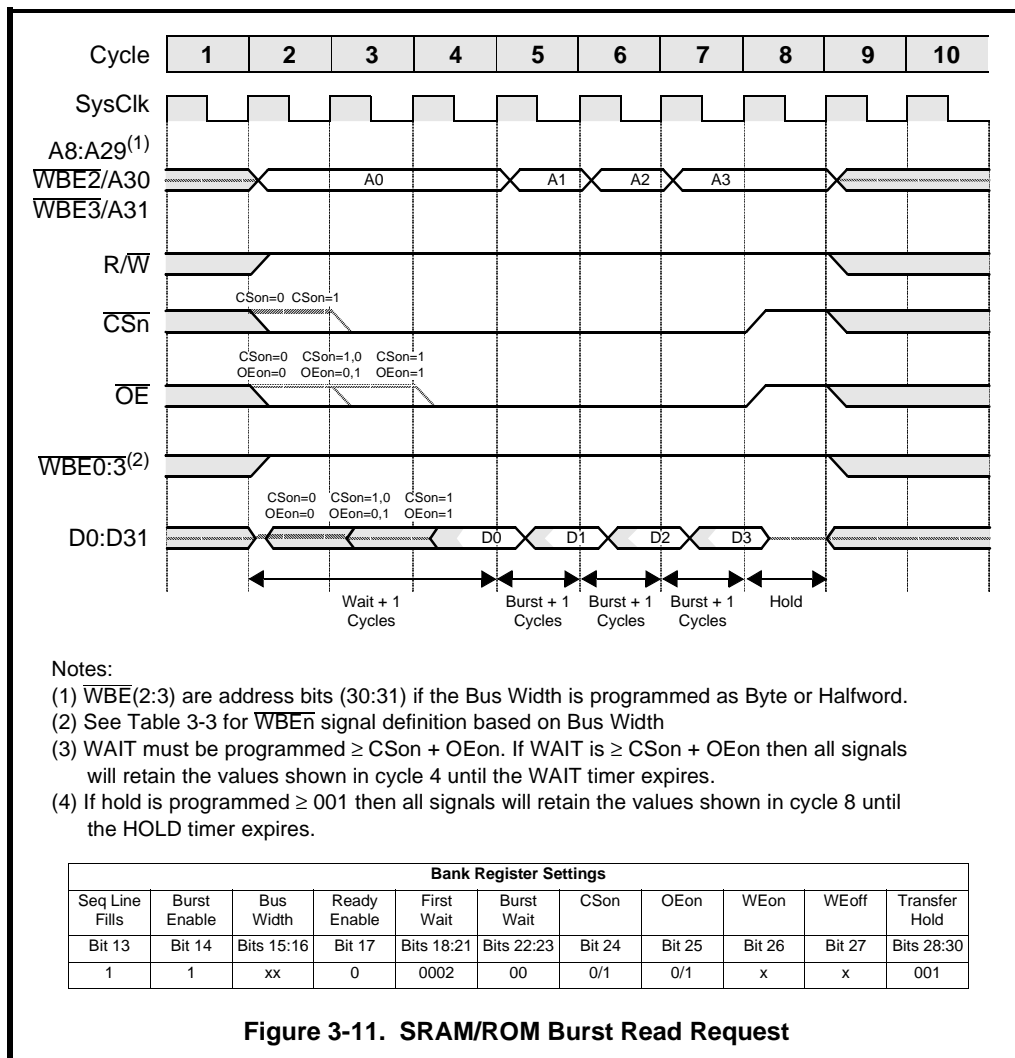 Cycle 1 2 3 4 5 6 7 8 9 10
SysClk
A8:A29(1)
WBE2/A30 A0 A1 A2 A3
WBE3/A31
R/W
CSon=0 CSon=1
CSn
CSon=0 CSon=1,0 CSon=1
OEon=0 OEon=0,1 OEon=1
OE
WBE0:3(2)
CSon=0 CSon=1,0 CSon=1
OEon=0 OEon=0,1 OEon=1
D0:D31 D0 D1 D2 D3
Wait + 1 Burst + 1 Burst + 1 Burst + 1 Hold
Cycles Cycles Cycles Cycles
Notes:
(1) WBE(2:3) are address bits (30:31) if the Bus Width is programmed as Byte or Halfword.
(2) See Table 3-3 for WBEn signal definition based on Bus Width
(3) WAIT must be programmed ≥ CSon + OEon. If WAIT is ≥ CSon + OEon then all signals
will retain the values shown in cycle 4 until the WAIT timer expires.
(4) If hold is programmed ≥ 001 then all signals will retain the values shown in cycle 8 until
the HOLD timer expires.
Bank Register Settings
Seq Line Burst Bus Ready First Burst CSon OEon WEon WEoff Transfer
Fills Enable Width Enable Wait Wait Hold
Bit 13 Bit 14 Bits 15:16 Bit 17 Bits 18:21 Bits 22:23 Bit 24 Bit 25 Bit 26 Bit 27 Bits 28:30
1 1 xx 0 0002 00 0/1 0/1 x x 001
Figure 3-11. SRAM/ROM Burst Read Request